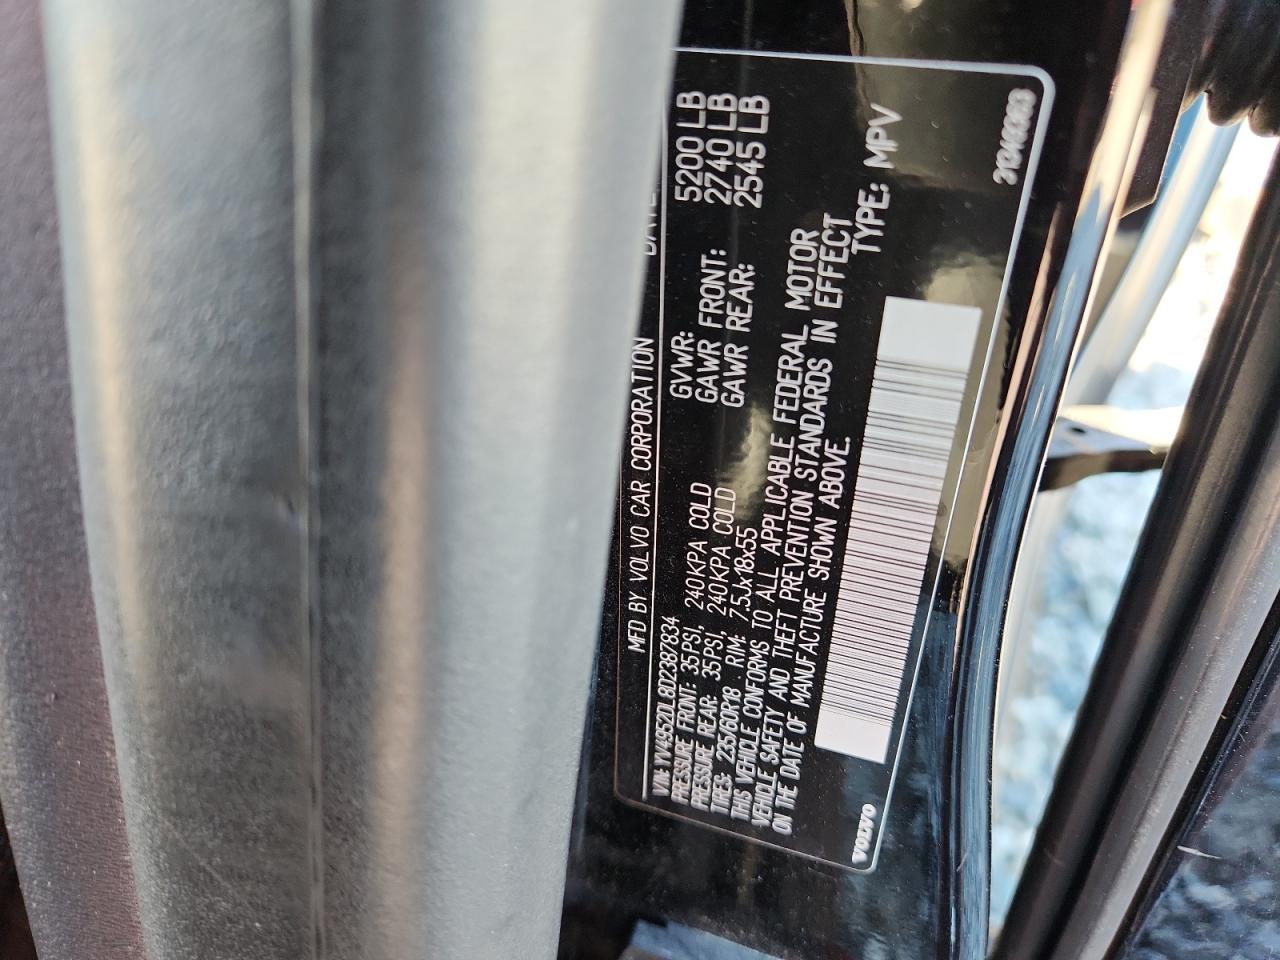 MFD BY VOLVO CAR CORPORATION
VIN: YV4952DL8D2387834
PRESSURE FRONT: 35PSI, 240KPA COLD GVWR: 5200 LB
PRESSURE REAR: 35PSI, 240KPA COLD GAWR FRONT: 2740 LB
TIRES: 235/60R18 RIM: 7.5Jx18x55 GAWR REAR: 2545 LB
THIS VEHICLE CONFORMS TO ALL APPLICABLE FEDERAL MOTOR
VEHICLE SAFETY AND THEFT PREVENTION STANDARDS IN EFFECT
ON THE DATE OF MANUFACTURE SHOWN ABOVE. TYPE: MPV
VOLVO